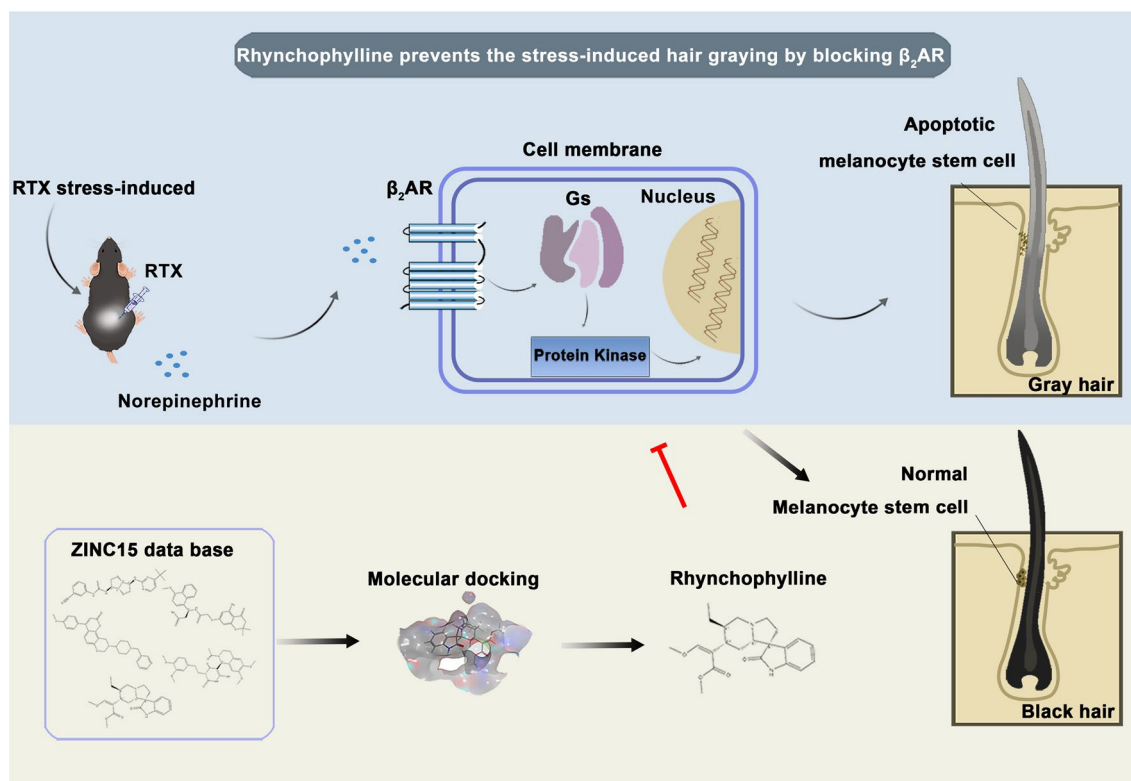 Rhynchophylline prevents the stress-induced hair graying by blocking β₂AR
RTX stress-induced
RTX
Norepinephrine
β₂AR
Cell membrane
Gs
Nucleus
Protein Kinase
Apoptotic
melanocyte stem cell
Gray hair
ZINC15 data base
Molecular docking
Rhynchophylline
Normal
Melanocyte stem cell
Black hair